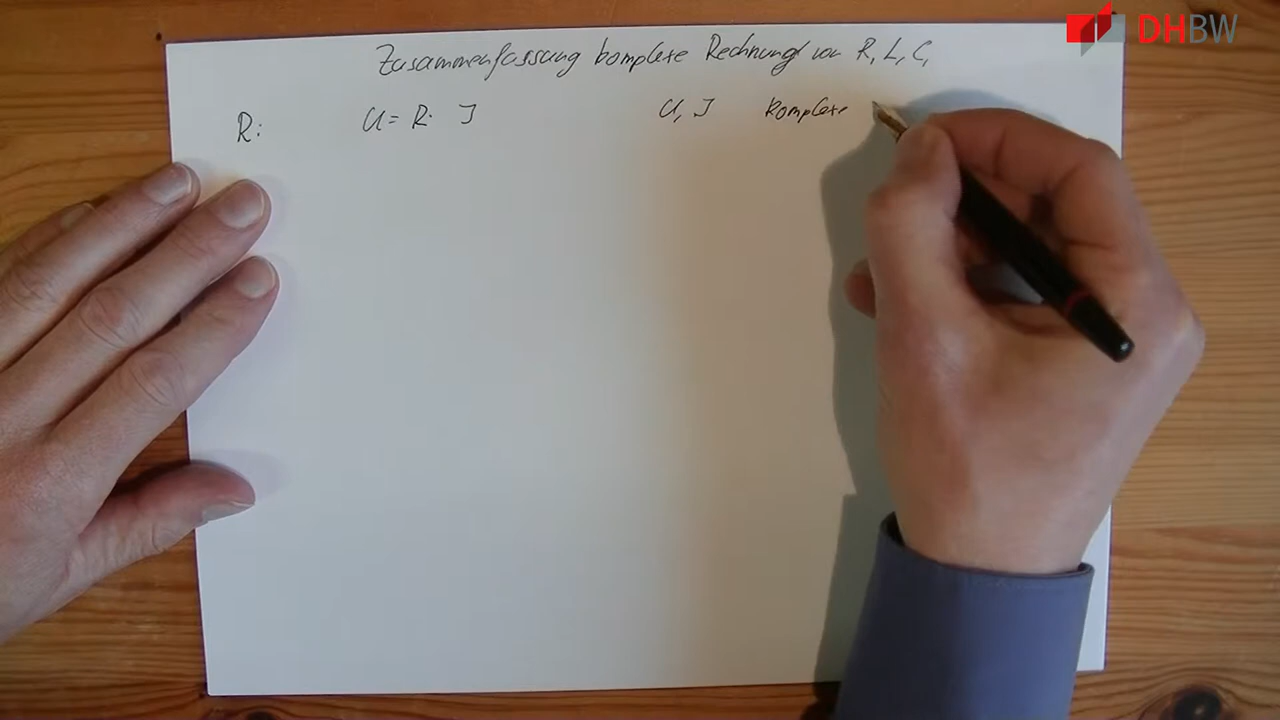 DHBW
Zusammenfassung komplexe Rechnung von R, L, C,
R: U = R · I U, I komplexe